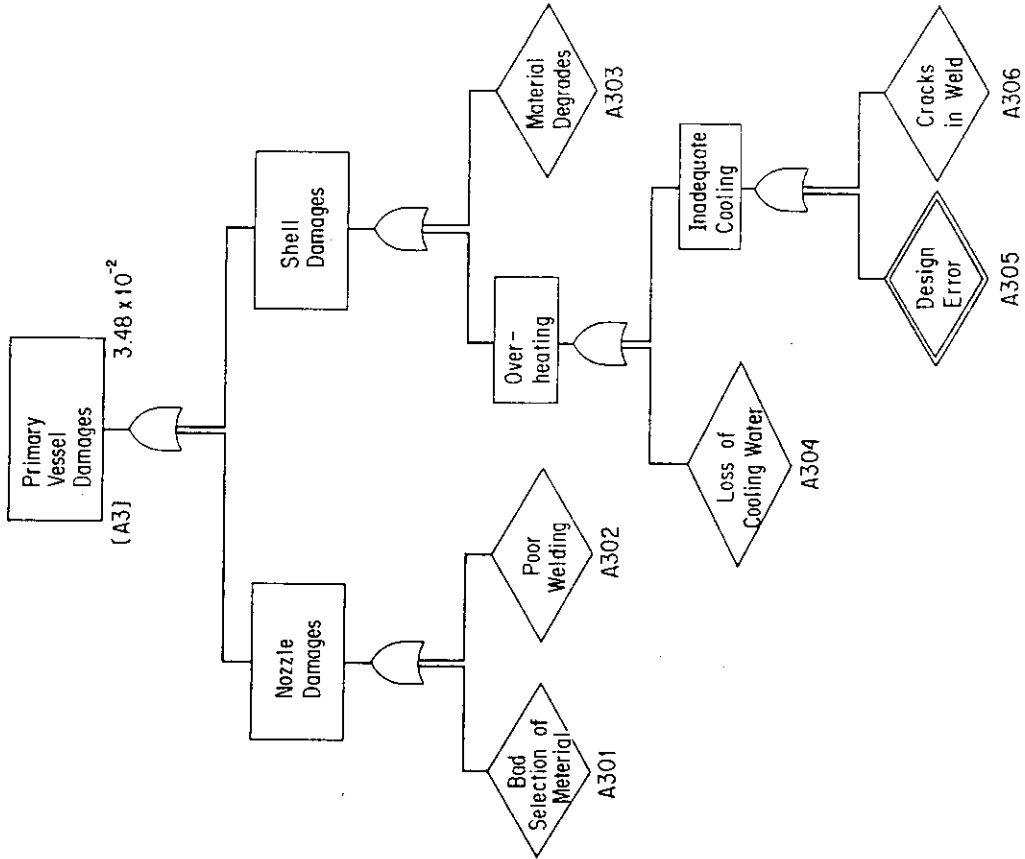 Primary
Vessel
Damages
(A3)
3.48 x 10⁻²
Nozzle
Damages
Shell
Damages
Bad
Selection of
Meterial
A301
Poor
Welding
A302
Over-
heating
Material
Degrades
A303
Loss of
Cooling Water
A304
Inadequate
Cooling
Design
Error
A305
Cracks
in Weld
A306